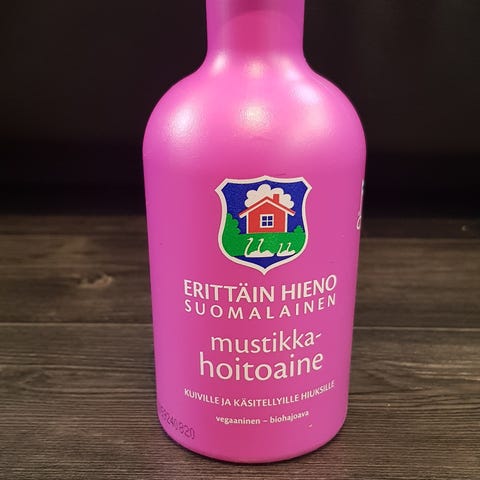 ERITTÄIN HIENO
SUOMALAINEN
mustikka-
hoitoaine
KUIVILLE JA KÄSITELLYILLE HIUKSILLE
vegaaninen – biohajoava